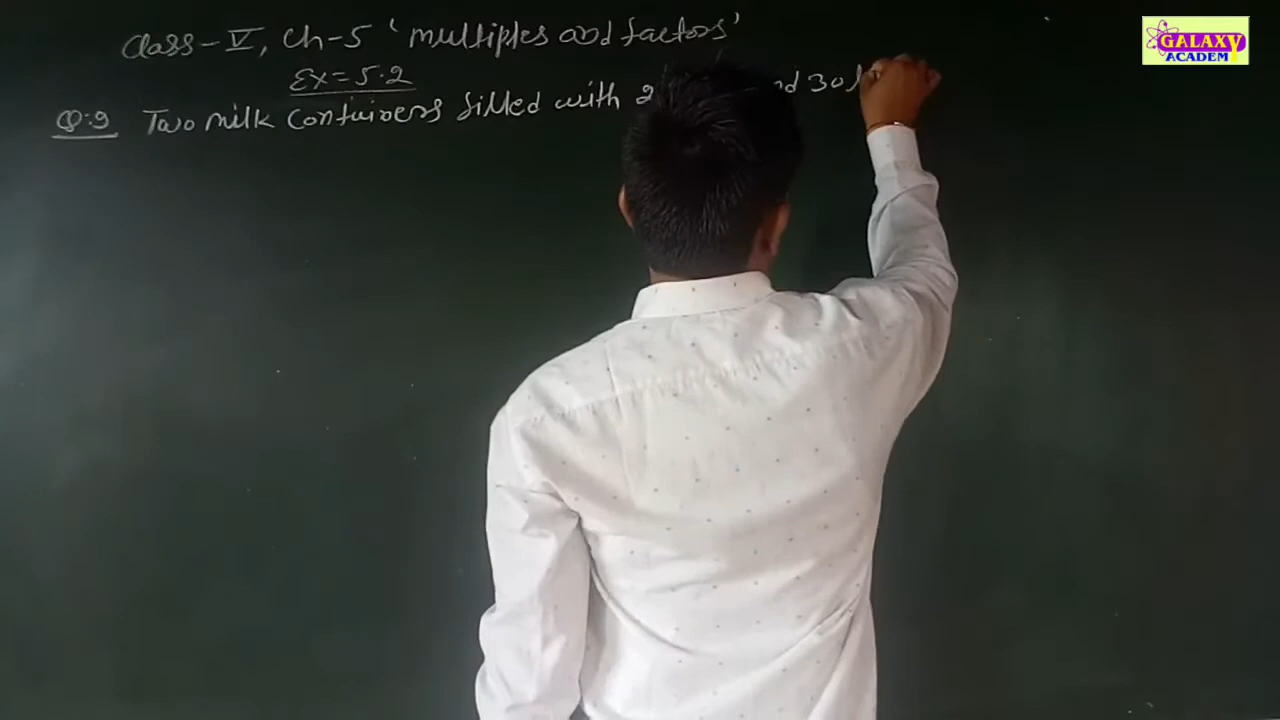 Class-V, Ch-5 'multiples and factors'
Ex=5.2
Q.9 Two milk containers filled with 2 nd 30
GALAXY
ACADEM